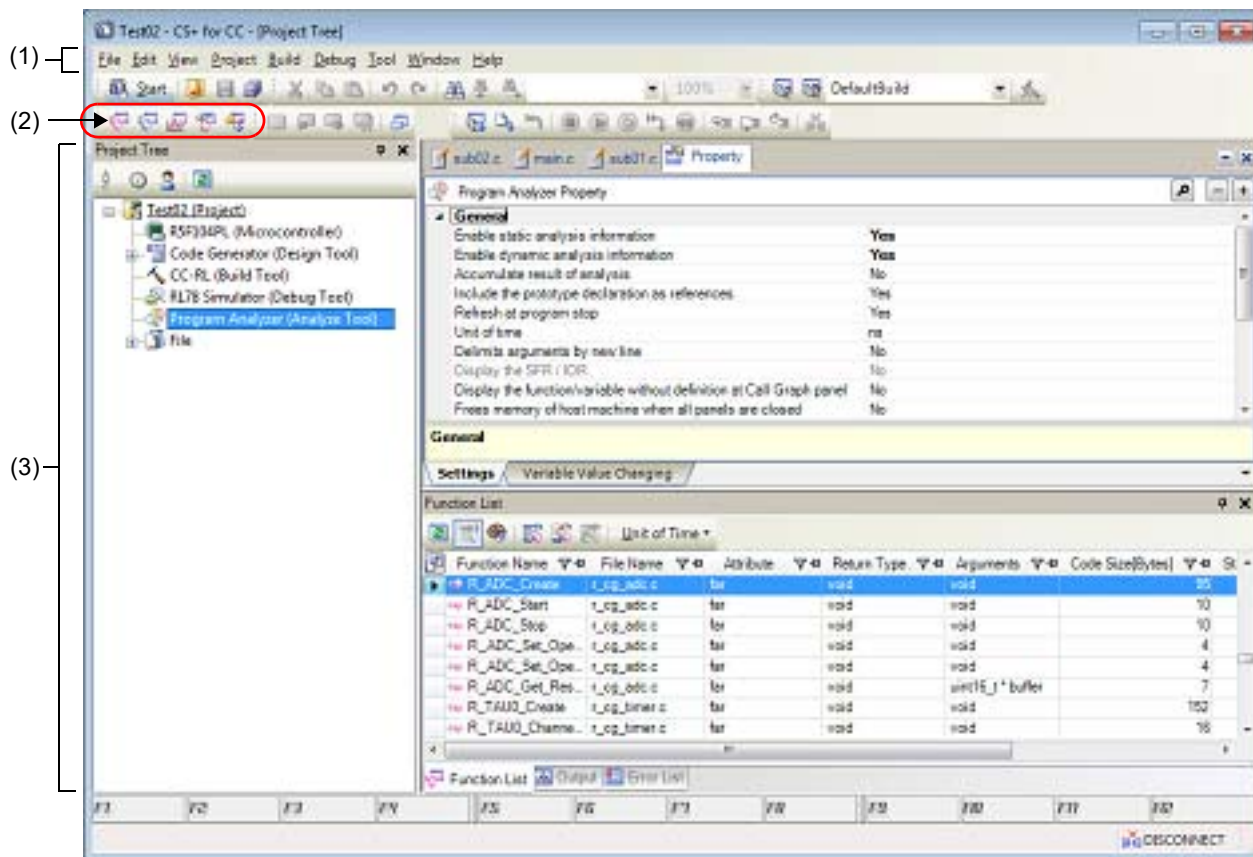 Test02 - CS+ for CC - [Project Tree]
(1)
File Edit View Project Build Debug Tool Window Help
Start 100% DefaultBuild
(2)
Project Tree
sub02.c main.c sub01.c Property
Program Analyzer Property
Test02 (Project)
R5F104PL (Microcontroller)
Code Generator (Design Tool)
CC-RL (Build Tool)
RL78 Simulator (Debug Tool)
Program Analyzer (Analyze Tool)
File
(3)
General
Enable static analysis information Yes
Enable dynamic analysis information Yes
Accumulate result of analysis No
Include the prototype declaration as references Yes
Refresh at program stop Yes
Unit of time ns
Delimits arguments by new line No
Display the SFR / IOR No
Display the function/variable without definition at Call Graph panel No
Frees memory of host machine when all panels are closed No
General
Settings Variable Value Changing
Function List
Unit of Time
Function Name File Name Attribute Return Type Arguments Code Size[Bytes] St
R_ADC_Create r_cg_adc.c far void void
R_ADC_Start r_cg_adc.c far void void 10
R_ADC_Stop r_cg_adc.c far void void 10
R_ADC_Set_Ope... r_cg_adc.c far void void 4
R_ADC_Set_Ope... r_cg_adc.c far void void 4
R_ADC_Get_Res... r_cg_adc.c far void uint16_t * buffer 7
R_TAU0_Create r_cg_timer.c far void void 152
R_TAU0_Channe... r_cg_timer.c far void void 16
Function List Output Error List
F1 F2 F3 F4 F5 F6 F7 F8 F9 F10 F11 F12
DISCONNECT